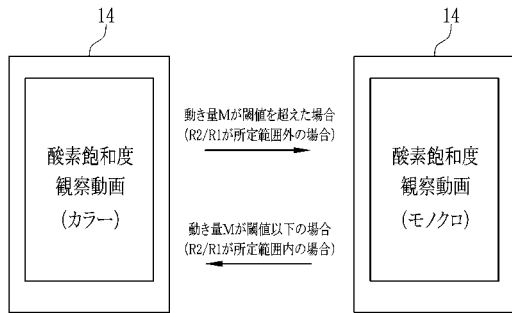 14
14
酸素飽和度
観察動画
(カラー)
動き量Mが閾値を超えた場合
(R2/R1が所定範囲外の場合)
動き量Mが閾値以下の場合
(R2/R1が所定範囲内の場合)
酸素飽和度
観察動画
(モノクロ)